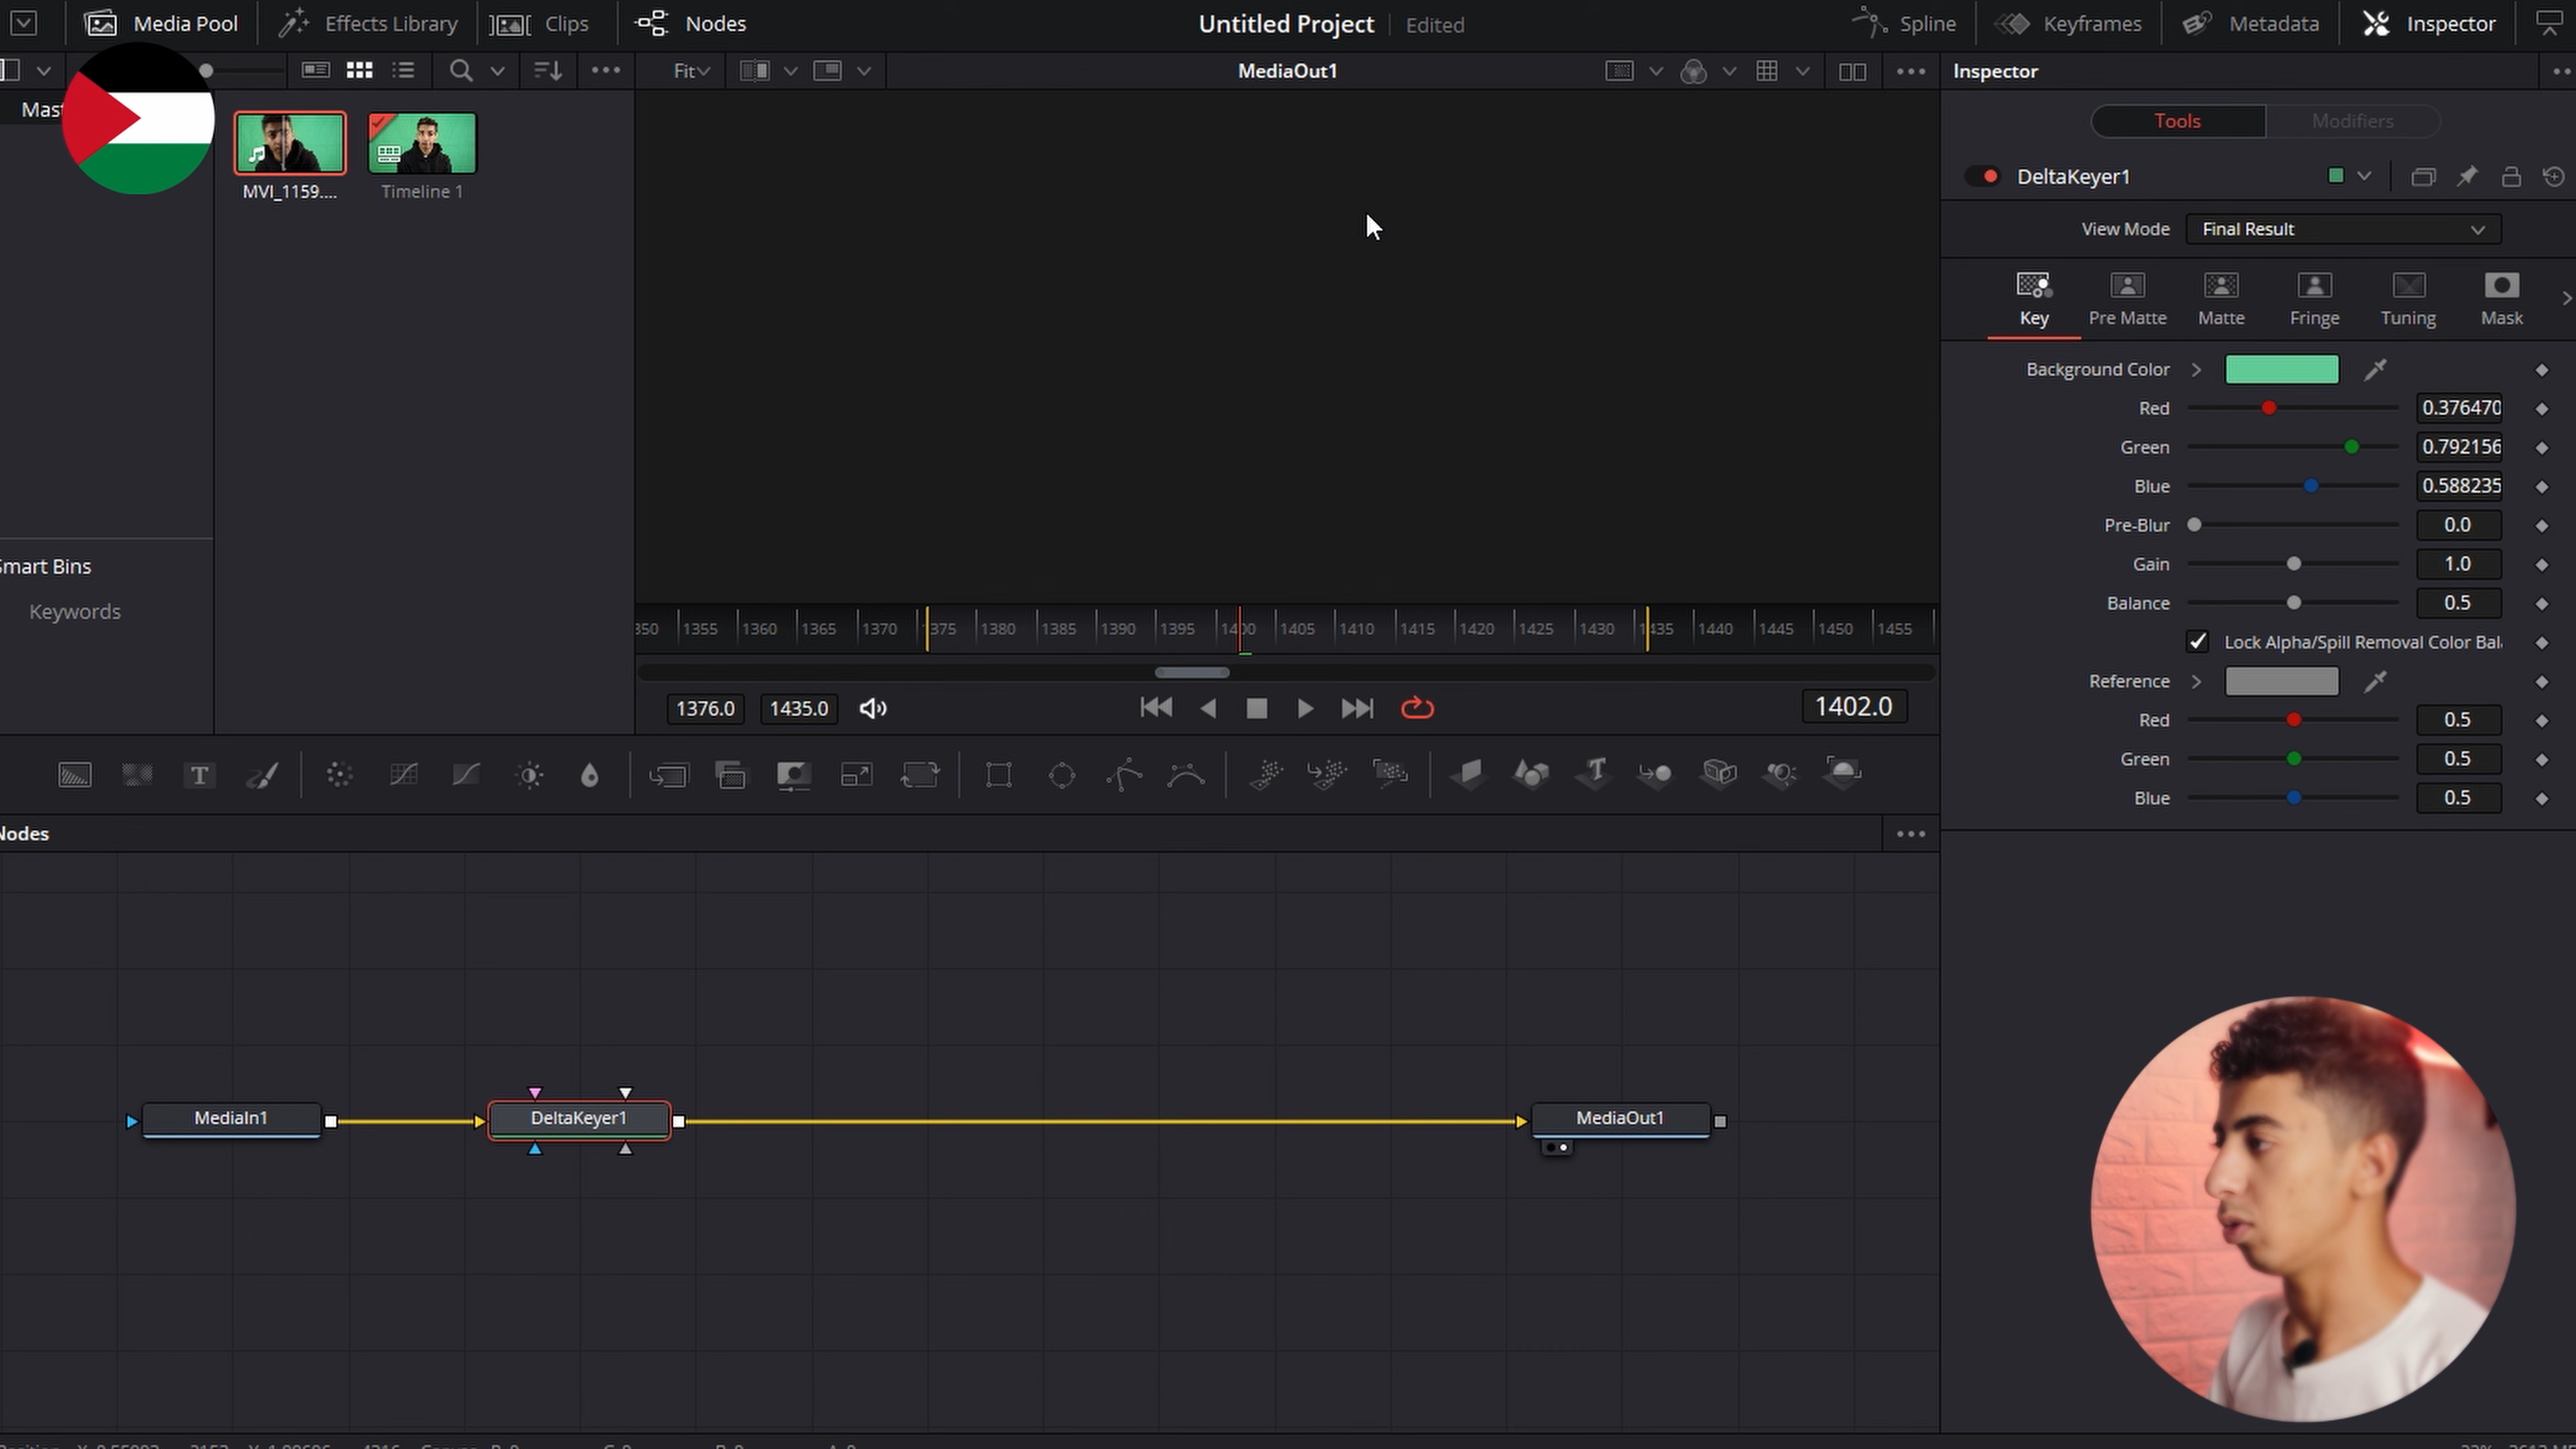 Media Pool
Effects Library
Clips
Nodes
Untitled Project
Edited
Spline
Keyframes
Metadata
Inspector
Fit
MediaOut1
Inspector
Mast
MVI_1159....
Timeline 1
Smart Bins
Keywords
Tools
Modifiers
DeltaKeyer1
View Mode
Final Result
Key
Pre Matte
Matte
Fringe
Tuning
Mask
Background Color
Red
0.376470
Green
0.792156
Blue
0.588235
Pre-Blur
0.0
Gain
1.0
Balance
0.5
Lock Alpha/Spill Removal Color Bal
Reference
Red
0.5
Green
0.5
Blue
0.5
350 1355 1360 1365 1370 1375 1380 1385 1390 1395 1400 1405 1410 1415 1420 1425 1430 1435 1440 1445 1450 1455
1376.0
1435.0
1402.0
Nodes
MediaIn1
DeltaKeyer1
MediaOut1